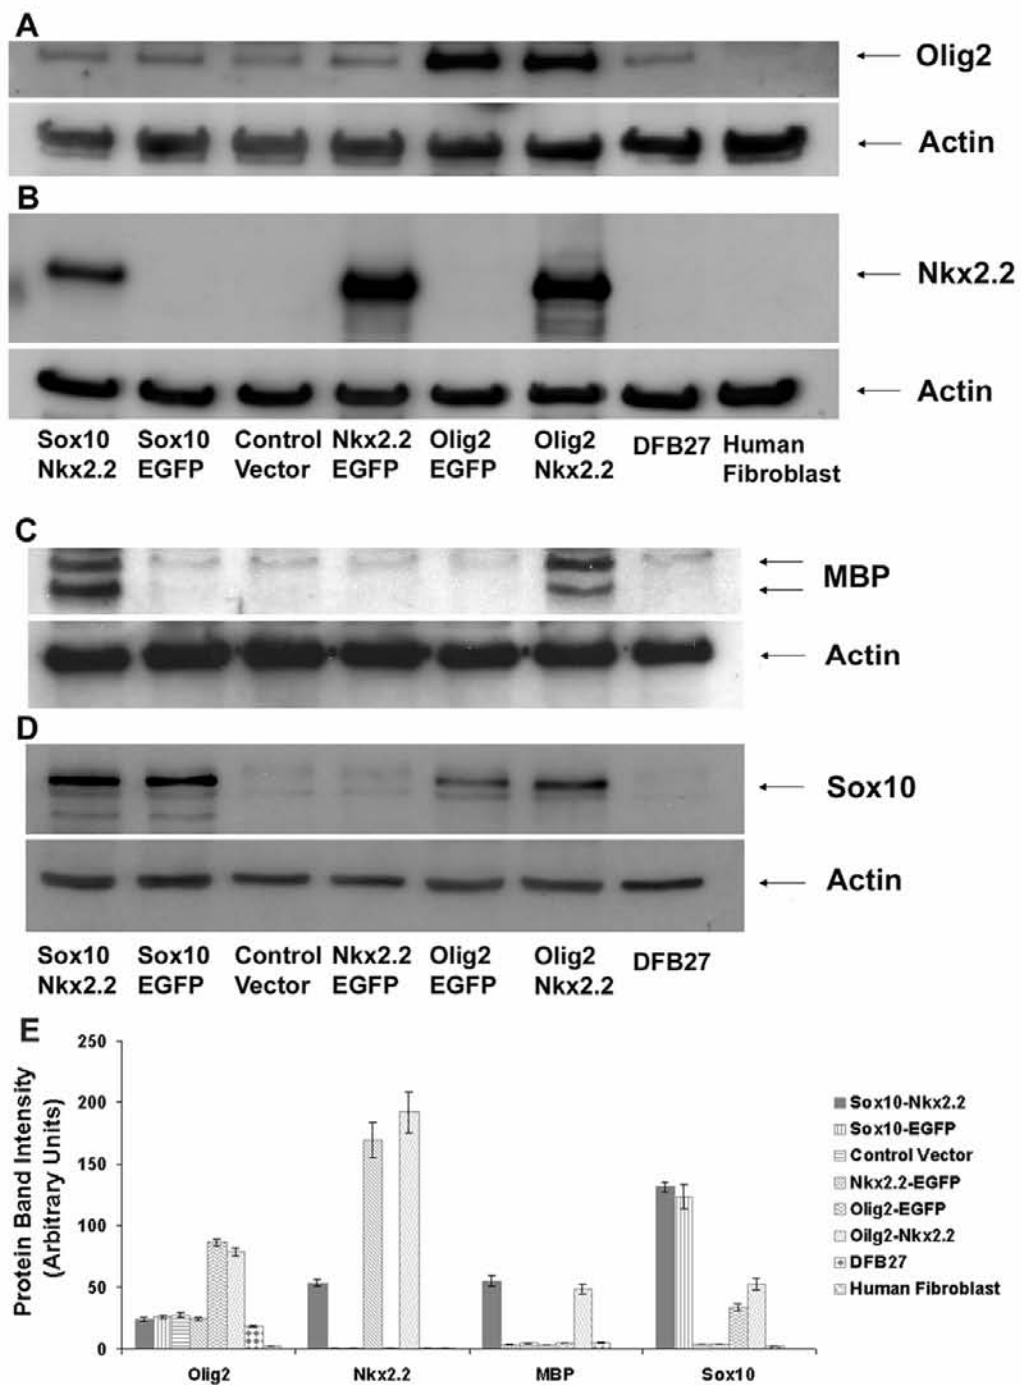 A
Olig2
Actin
B
Nkx2.2
Actin
Sox10 Sox10 Control Nkx2.2 Olig2 Olig2 DFB27 Human
Nkx2.2 EGFP Vector EGFP EGFP Nkx2.2 Fibroblast
C
MBP
Actin
D
Sox10
Actin
Sox10 Sox10 Control Nkx2.2 Olig2 Olig2 DFB27
Nkx2.2 EGFP Vector EGFP EGFP Nkx2.2
E
Protein Band Intensity
(Arbitrary Units)
250
200
150
100
50
0
Olig2 Nkx2.2 MBP Sox10
Sox10-Nkx2.2
Sox10-EGFP
Control Vector
Nkx2.2-EGFP
Olig2-EGFP
Oilg2-Nkx2.2
DFB27
Human Fibroblast